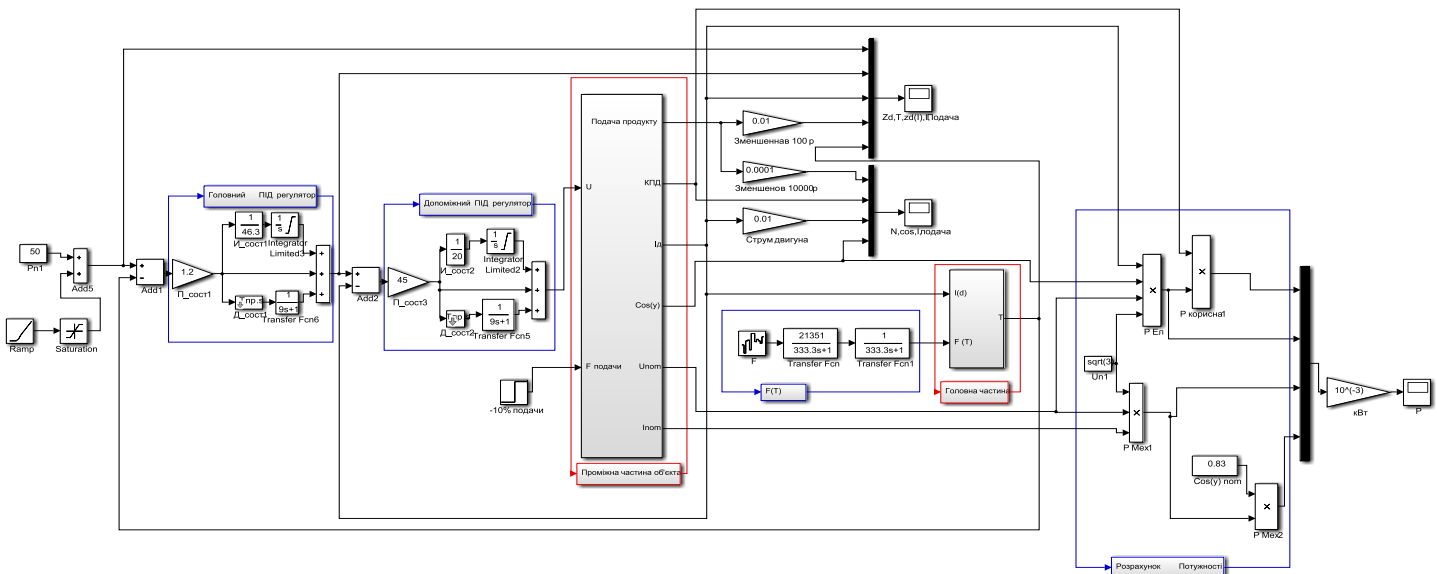 50
Pn1
Add5
Ramp
Saturation
Add1
Головний ПІД регулятор
1.2
П_сост1
1
46.3
И_сост1
1
s
Integrator
Limited3
Д_сост1
1
9s+1
Transfer Fcn6
Add2
Допоміжний ПІД регулятор
45
П_сост3
1
20
И_сост2
1
s
Integrator
Limited2
Д_сост2
1
9s+1
Transfer Fcn5
U
F подачи
Подача продукту
КПД
Iд
Cos(y)
Unom
Inom
-10% подачи
Проміжна частина об'єкта
0.01
Зменшеннав 100 р
0.0001
Зменшенов 10000р
0.01
Струм двигуна
Zd,T,zd(I),I,Подача
N,cos,I,подача
F
21351
333.3s+1
Transfer Fcn
1
333.3s+1
Transfer Fcn1
F(T)
I(d)
F (T)
T
Головна частина
×
P Ел
×
P корисна1
sqrt(3)
Un1
×
P Мех1
0.83
Cos(y) nom
×
P Мех2
Розрахунок Потужності
10^(-3)
кВт
P